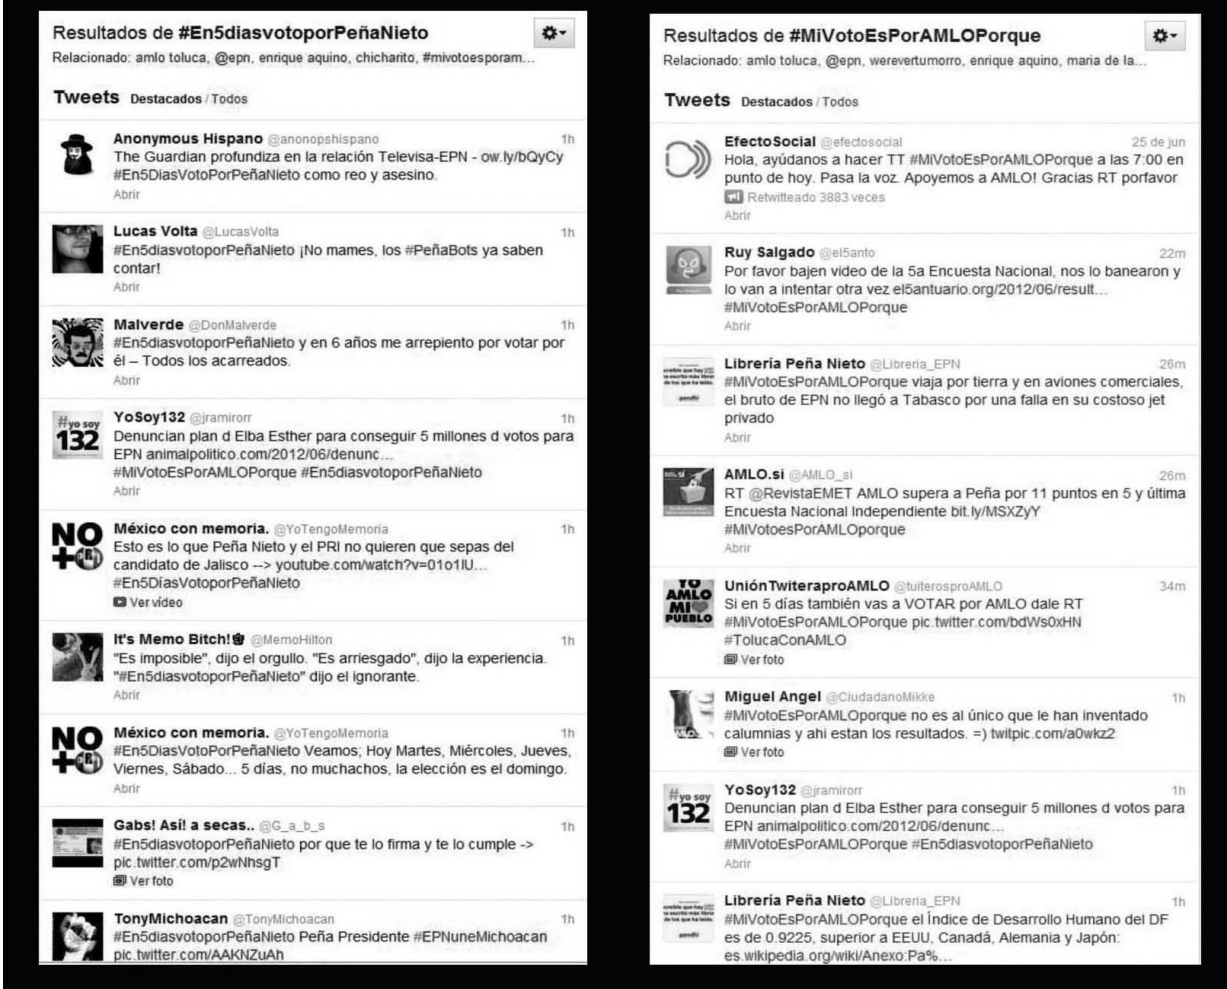 Resultados de #En5díasvotoporPeñaNieto
Relacionado: amlo toluca, @epn, enrique aquino, chicharito, #mivotoesporam...
Tweets Destacados / Todos
Anonymous Hispano @anonopshispano 1h
The Guardian profundiza en la relación Televisa-EPN - ow.ly/bQyCy
#En5DiasVotoPorPeñaNieto como reo y asesino.
Abrir
Lucas Volta @LucasVolta 1h
#En5diasvotoporPeñaNieto ¡No mames, los #PeñaBots ya saben
contar!
Abrir
Malverde @DonMalverde 1h
#En5diasvotoporPeñaNieto y en 6 años me arrepiento por votar por
él – Todos los acarreados.
Abrir
#yo soy
132
YoSoy132 @jramirorr 1h
Denuncian plan d Elba Esther para conseguir 5 millones d votos para
EPN animalpolitico.com/2012/06/denunc...
#MiVotoEsPorAMLOPorque #En5diasvotoporPeñaNieto
Abrir
NO
+PRI
México con memoria. @YoTengoMemoria 1h
Esto es lo que Peña Nieto y el PRI no quieren que sepas del
candidato de Jalisco --> youtube.com/watch?v=01o1IU...
#En5DíasVotoporPeñaNieto
Ver vídeo
It's Memo Bitch! @MemoHilton 1h
"Es imposible", dijo el orgullo. "Es arriesgado", dijo la experiencia.
"#En5diasvotoporPeñaNieto" dijo el ignorante.
Abrir
NO
+PRI
México con memoria. @YoTengoMemoria 1h
#En5DiasVotoPorPeñaNieto Veamos; Hoy Martes, Miércoles, Jueves,
Viernes, Sábado... 5 días, no muchachos, la elección es el domingo.
Abrir
Gabs! Así! a secas.. @G_a_b_s 1h
#En5diasvotoporPeñaNieto por que te lo firma y te lo cumple ->
pic.twitter.com/p2wNhsgT
Ver foto
TonyMichoacan @TonyMichoacan 1h
#En5diasvotoporPeñaNieto Peña Presidente #EPNuneMichoacan
pic.twitter.com/AAKNZuAh
Resultados de #MiVotoEsPorAMLOPorque
Relacionado: amlo toluca, @epn, werevertumorro, enrique aquino, maria de la...
Tweets Destacados / Todos
EfectoSocial @efectosocial 25 de jun
Hola, ayúdanos a hacer TT #MiVotoEsPorAMLOPorque a las 7:00 en
punto de hoy. Pasa la voz. Apoyemos a AMLO! Gracias RT porfavor
Retwitteado 3883 veces
Abrir
Ruy Salgado @el5anto 22m
Por favor bajen video de la 5a Encuesta Nacional, nos lo banearon y
lo van a intentar otra vez el5antuario.org/2012/06/result...
#MiVotoEsPorAMLOPorque
Abrir
Librería Peña Nieto @Libreria_EPN 26m
#MiVotoEsPorAMLOPorque viaja por tierra y en aviones comerciales,
el bruto de EPN no llegó a Tabasco por una falla en su costoso jet
privado
Abrir
AMLO.si @AMLO_si 26m
RT @RevistaEMET AMLO supera a Peña por 11 puntos en 5 y última
Encuesta Nacional Independiente bit.ly/MSXZyY
#MiVotoesPorAMLOporque
Abrir
YO
AMLO
MI
PUEBLO
UniónTwiteraproAMLO @tuiterosproAMLO 34m
Si en 5 días también vas a VOTAR por AMLO dale RT
#MiVotoEsPorAMLOPorque pic.twitter.com/bdWs0xHN
#TolucaConAMLO
Ver foto
Miguel Angel @CiudadanoMikke 1h
#MiVotoEsPorAMLOporque no es al único que le han inventado
calumnias y ahi estan los resultados. =) twitpic.com/a0wkz2
Ver foto
#yo soy
132
YoSoy132 @jramirorr 1h
Denuncian plan d Elba Esther para conseguir 5 millones d votos para
EPN animalpolitico.com/2012/06/denunc...
#MiVotoEsPorAMLOPorque #En5diasvotoporPeñaNieto
Abrir
Librería Peña Nieto @Libreria_EPN 1h
#MiVotoEsPorAMLOPorque el Índice de Desarrollo Humano del DF
es de 0.9225, superior a EEUU, Canadá, Alemania y Japón:
es.wikipedia.org/wiki/Anexo:Pa%...